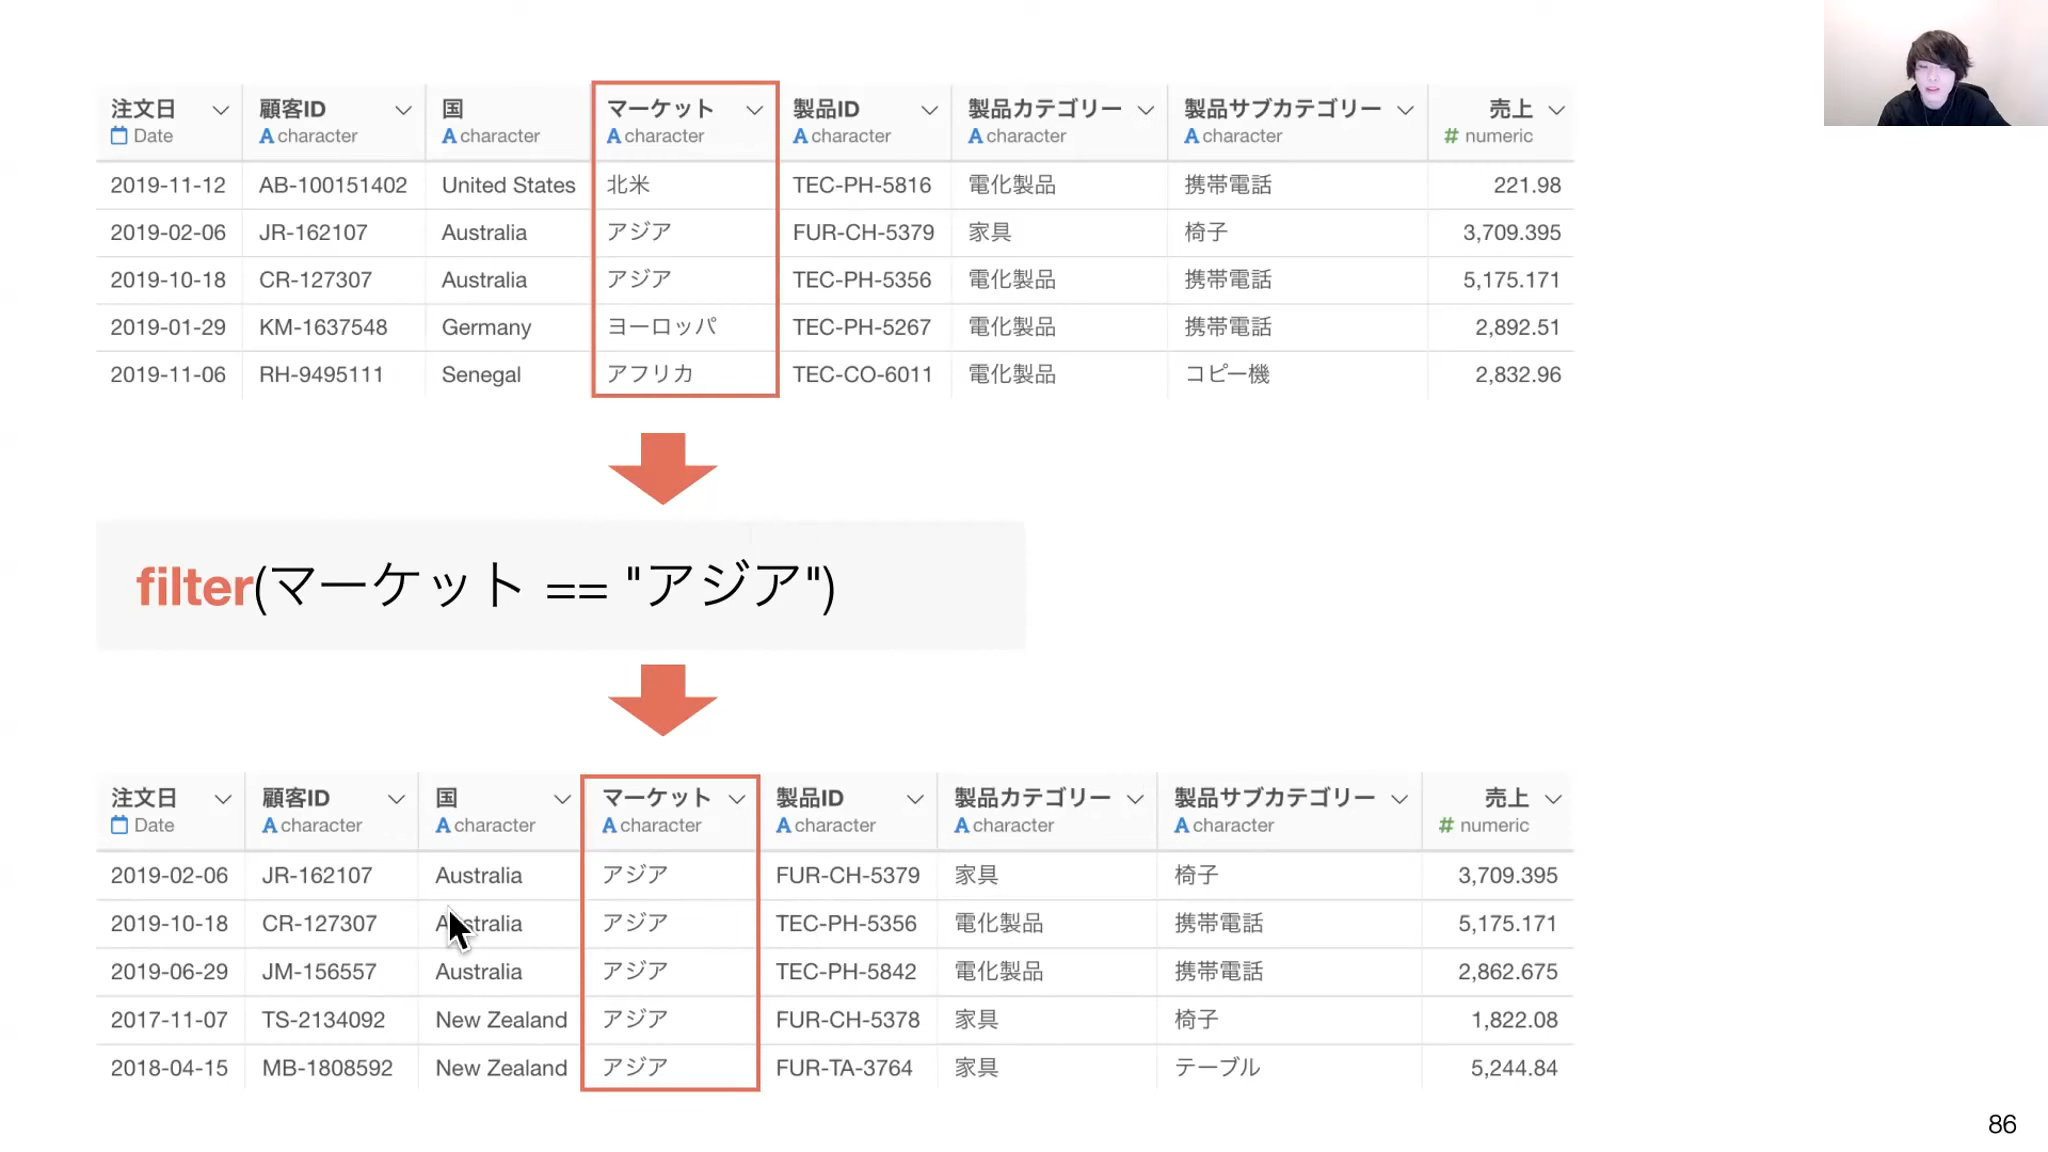 注文日 顧客ID 国 マーケット 製品ID 製品カテゴリー 製品サブカテゴリー 売上
Date A character A character A character A character A character A character # numeric
2019-11-12 AB-100151402 United States 北米 TEC-PH-5816 電化製品 携帯電話 221.98
2019-02-06 JR-162107 Australia アジア FUR-CH-5379 家具 椅子 3,709.395
2019-10-18 CR-127307 Australia アジア TEC-PH-5356 電化製品 携帯電話 5,175.171
2019-01-29 KM-1637548 Germany ヨーロッパ TEC-PH-5267 電化製品 携帯電話 2,892.51
2019-11-06 RH-9495111 Senegal アフリカ TEC-CO-6011 電化製品 コピー機 2,832.96
filter(マーケット == "アジア")
注文日 顧客ID 国 マーケット 製品ID 製品カテゴリー 製品サブカテゴリー 売上
Date A character A character A character A character A character A character # numeric
2019-02-06 JR-162107 Australia アジア FUR-CH-5379 家具 椅子 3,709.395
2019-10-18 CR-127307 Australia アジア TEC-PH-5356 電化製品 携帯電話 5,175.171
2019-06-29 JM-156557 Australia アジア TEC-PH-5842 電化製品 携帯電話 2,862.675
2017-11-07 TS-2134092 New Zealand アジア FUR-CH-5378 家具 椅子 1,822.08
2018-04-15 MB-1808592 New Zealand アジア FUR-TA-3764 家具 テーブル 5,244.84
86